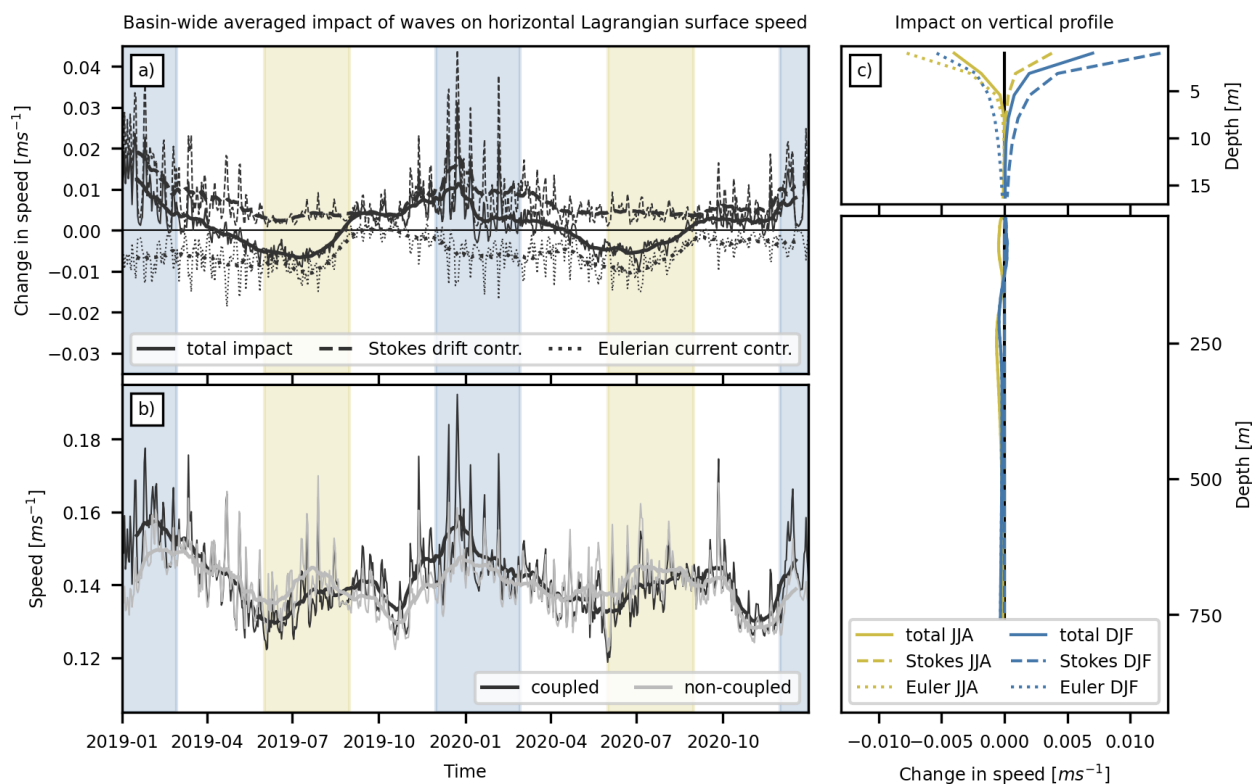 Basin-wide averaged impact of waves on horizontal Lagrangian surface speed
Impact on vertical profile
a)
0.04
0.03
0.02
0.01
0.00
−0.01
−0.02
−0.03
Change in speed [ms⁻¹]
total impact
Stokes drift contr.
Eulerian current contr.
b)
0.18
0.16
0.14
0.12
Speed [ms⁻¹]
coupled
non-coupled
2019-01
2019-04
2019-07
2019-10
2020-01
2020-04
2020-07
2020-10
Time
c)
5
10
15
Depth [m]
250
500
750
Depth [m]
total JJA
Stokes JJA
Euler JJA
total DJF
Stokes DJF
Euler DJF
−0.010
−0.005
0.000
0.005
0.010
Change in speed [ms⁻¹]